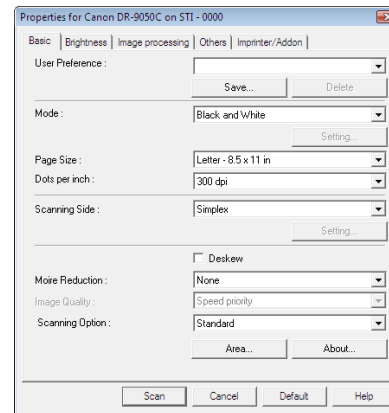 Properties for Canon DR-9050C on STI - 0000
Basic Brightness Image processing Others Imprinter/Addon
User Preference :
Save... Delete
Mode : Black and White
Setting...
Page Size : Letter - 8.5 x 11 in
Dots per inch : 300 dpi
Scanning Side : Simplex
Setting...
Deskew
Moire Reduction : None
Image Quality : Speed priority
Scanning Option : Standard
Area... About...
Scan Cancel Default Help